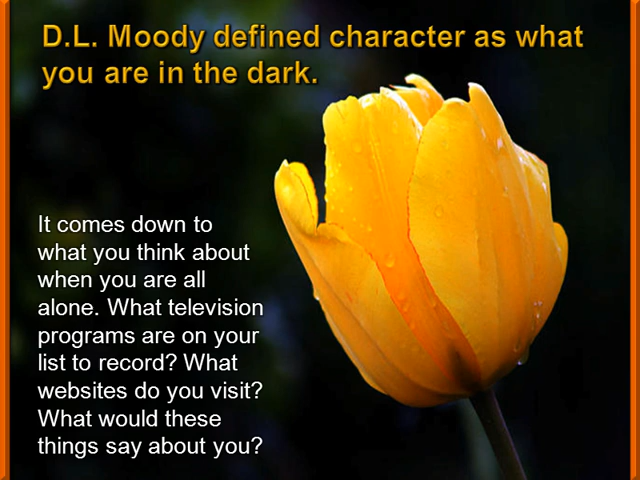 D.L. Moody defined character as what
you are in the dark.
It comes down to
what you think about
when you are all
alone. What television
programs are on your
list to record? What
websites do you visit?
What would these
things say about you?